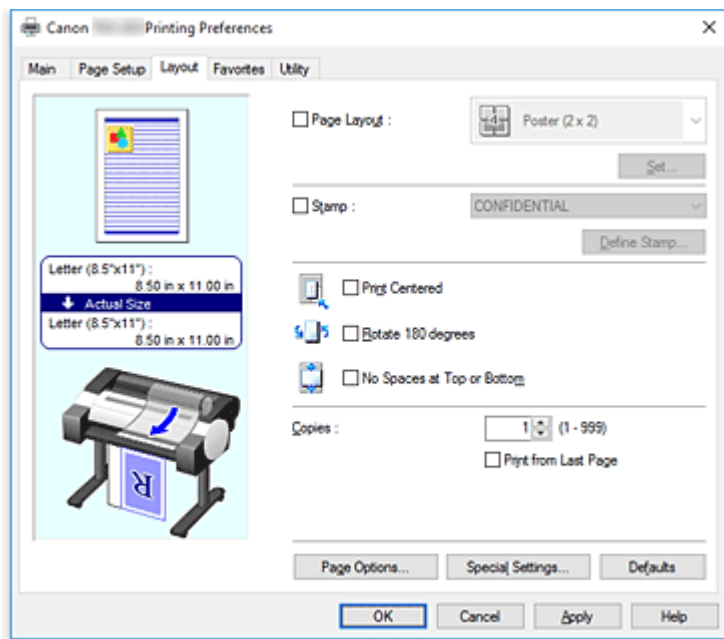 Canon Printing Preferences
Main Page Setup Layout Favorites Utility
Page Layout : 4 Poster (2 x 2)
Set...
Stamp : CONFIDENTIAL
Define Stamp...
Letter (8.5"x11") :
8.50 in x 11.00 in
Actual Size
Letter (8.5"x11") :
8.50 in x 11.00 in
Print Centered
Rotate 180 degrees
No Spaces at Top or Bottom
Copies : 1 (1 - 999)
Print from Last Page
R
Page Options... Special Settings... Defaults
OK Cancel Apply Help